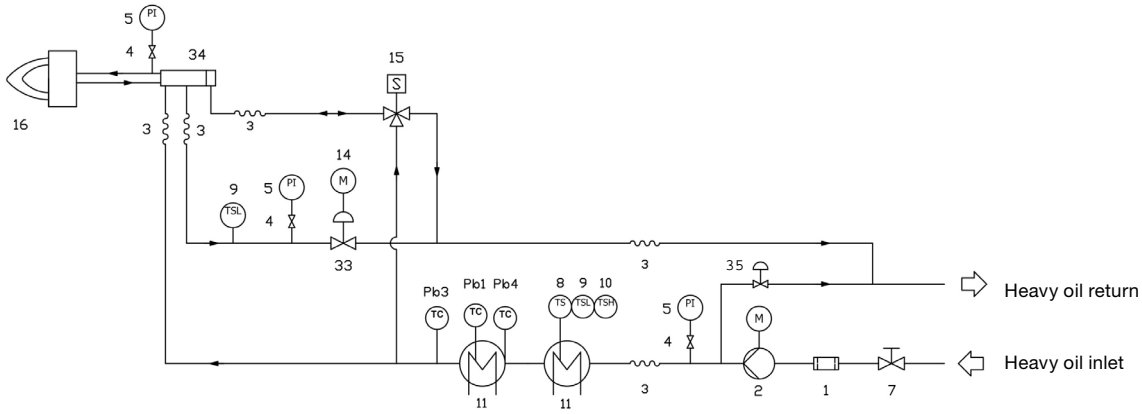 5 PI
4
34
15
S
16
3
3
3
14
9
5 PI
M
TSL
4
33
3
35
Pb3
Pb1
Pb4
8
9
10
TC
TC
TC
TS
TSL
TSH
5 PI
4
M
Heavy oil return
Heavy oil inlet
11
11
3
2
1
7